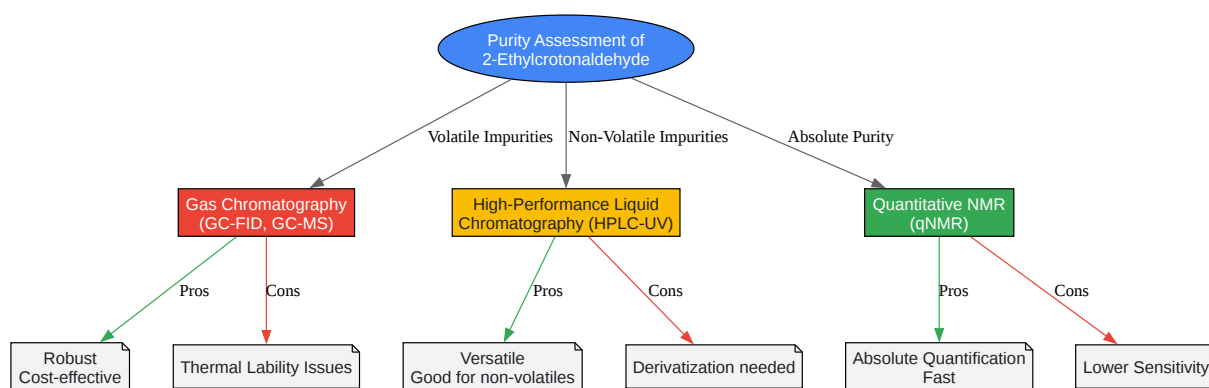 Purity Assessment of
2-Ethylcrotonaldehyde
Volatile Impurities
Non-Volatile Impurities
Absolute Purity
Gas Chromatography
(GC-FID, GC-MS)
High-Performance Liquid
Chromatography (HPLC-UV)
Quantitative NMR
(qNMR)
Pros
Cons
Pros
Cons
Pros
Cons
Robust
Cost-effective
Thermal Lability Issues
Versatile
Good for non-volatiles
Derivatization needed
Absolute Quantification
Fast
Lower Sensitivity